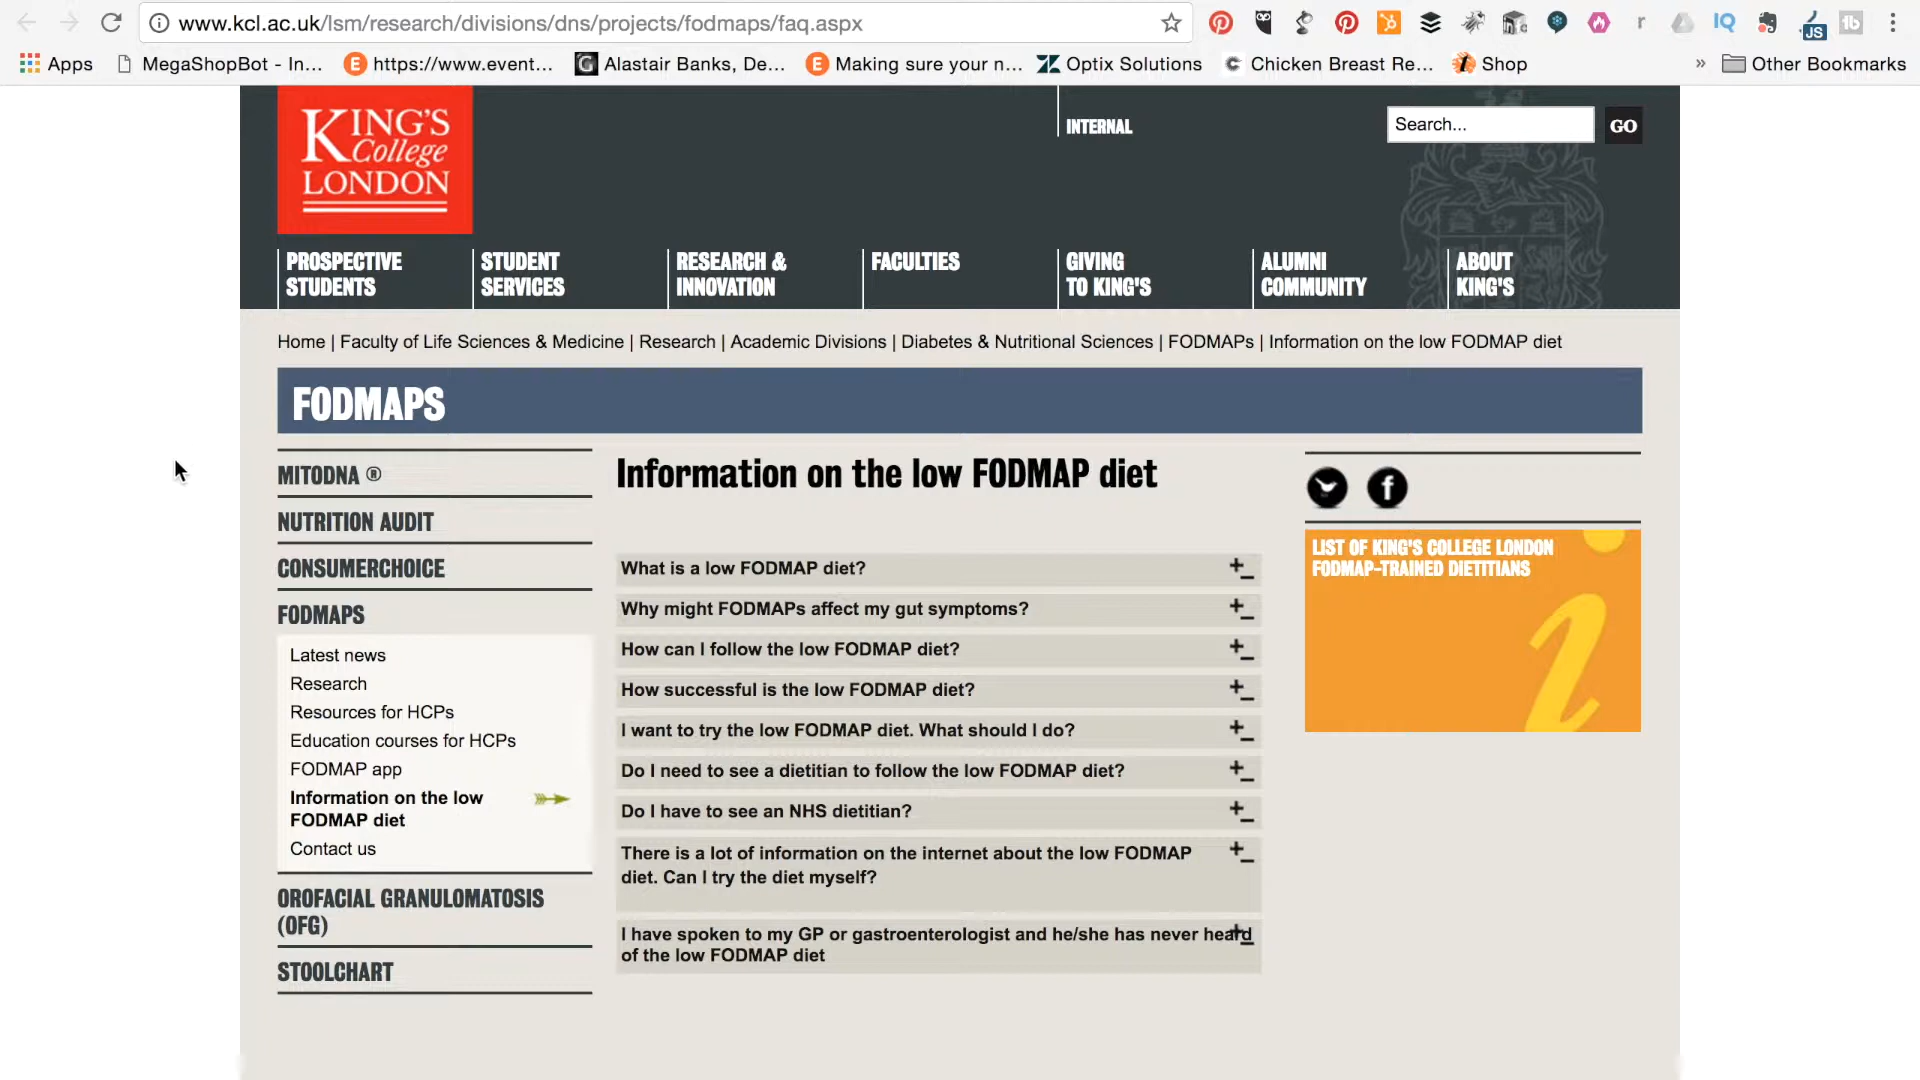 www.kcl.ac.uk/lsm/research/divisions/dns/projects/fodmaps/faq.aspx
Apps MegaShopBot - In... https://www.event... Alastair Banks, De... Making sure your n... Optix Solutions Chicken Breast Re... Shop » Other Bookmarks
KING'S
College
LONDON
INTERNAL
Search...
GO
PROSPECTIVE
STUDENTS
STUDENT
SERVICES
RESEARCH &
INNOVATION
FACULTIES
GIVING
TO KING'S
ALUMNI
COMMUNITY
ABOUT
KING'S
Home | Faculty of Life Sciences & Medicine | Research | Academic Divisions | Diabetes & Nutritional Sciences | FODMAPs | Information on the low FODMAP diet
FODMAPS
MITODNA ®
NUTRITION AUDIT
CONSUMERCHOICE
FODMAPS
Latest news
Research
Resources for HCPs
Education courses for HCPs
FODMAP app
Information on the low
FODMAP diet
Contact us
OROFACIAL GRANULOMATOSIS
(OFG)
STOOLCHART
Information on the low FODMAP diet
What is a low FODMAP diet?
Why might FODMAPs affect my gut symptoms?
How can I follow the low FODMAP diet?
How successful is the low FODMAP diet?
I want to try the low FODMAP diet. What should I do?
Do I need to see a dietitian to follow the low FODMAP diet?
Do I have to see an NHS dietitian?
There is a lot of information on the internet about the low FODMAP
diet. Can I try the diet myself?
I have spoken to my GP or gastroenterologist and he/she has never heard
of the low FODMAP diet
LIST OF KING'S COLLEGE LONDON
FODMAP-TRAINED DIETITIANS